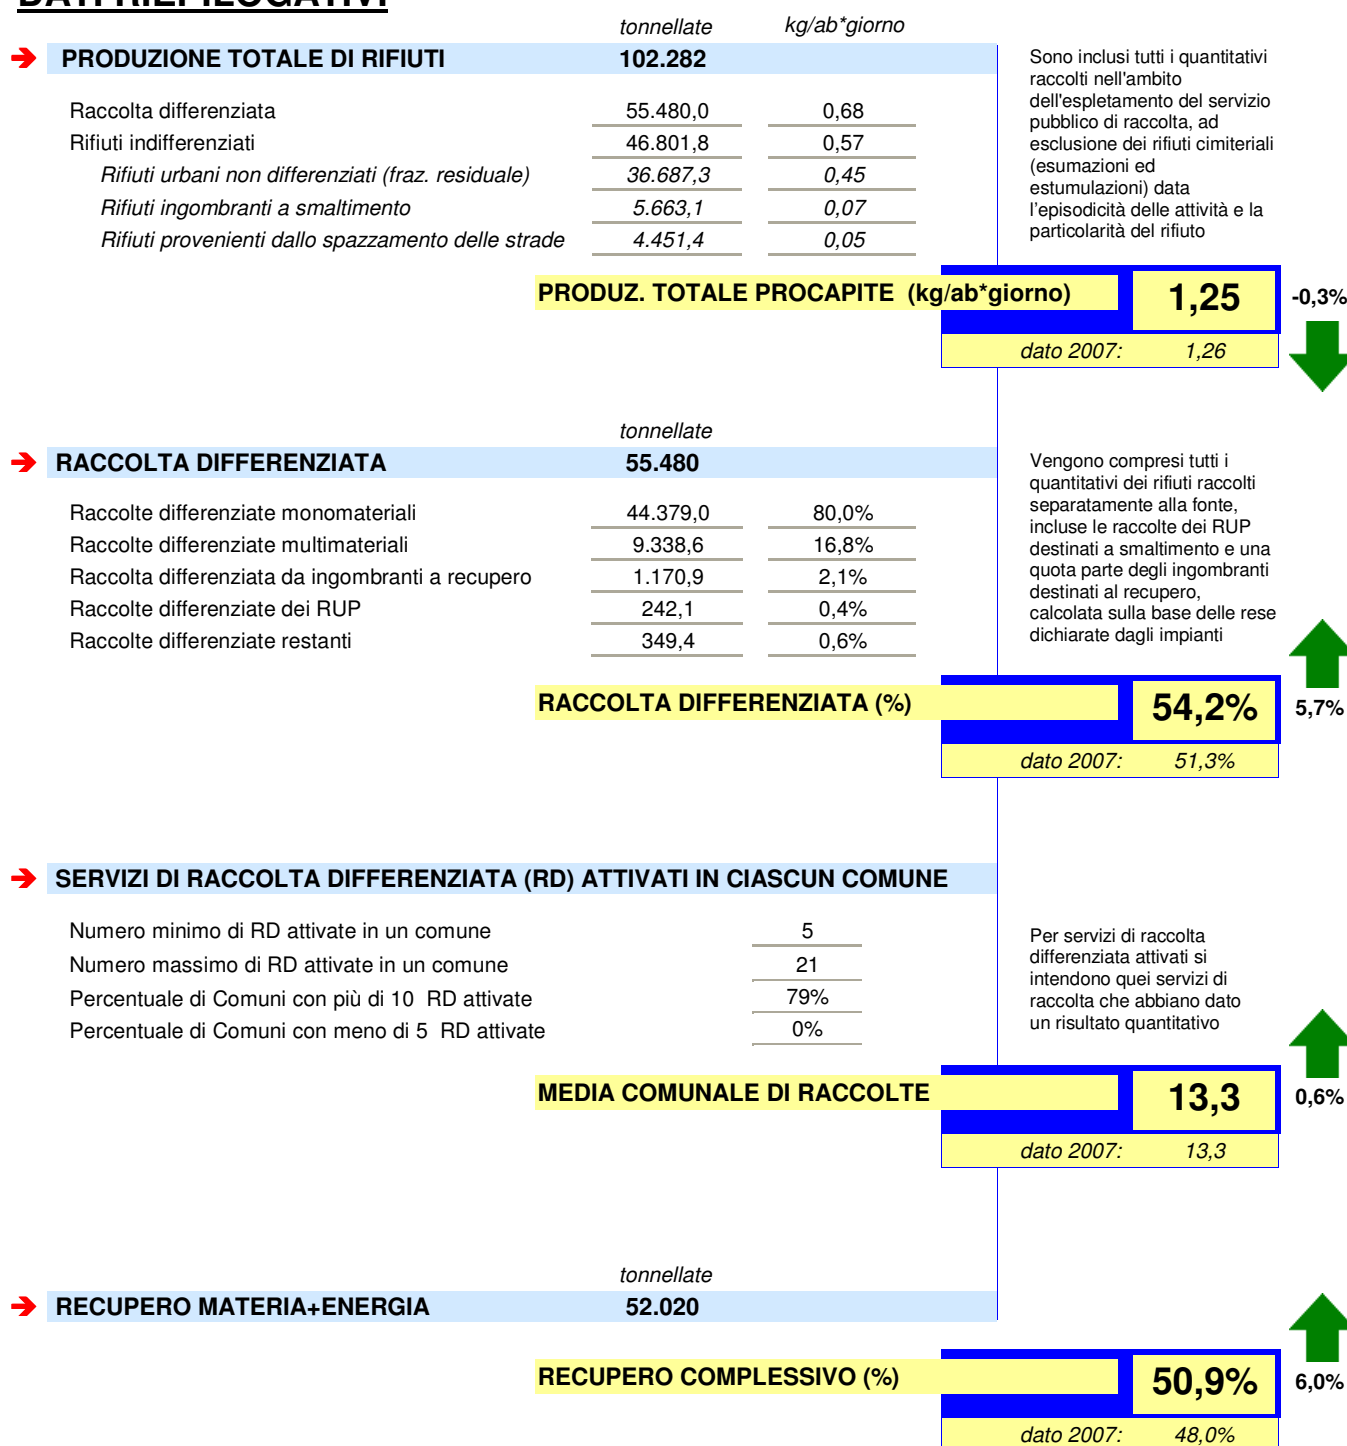 DATI RIEPILOGATIVI
tonnellate kg/ab*giorno
PRODUZIONE TOTALE DI RIFIUTI 102.282
Raccolta differenziata 55.480,0 0,68
Rifiuti indifferenziati 46.801,8 0,57
Rifiuti urbani non differenziati (fraz. residuale) 36.687,3 0,45
Rifiuti ingombranti a smaltimento 5.663,1 0,07
Rifiuti provenienti dallo spazzamento delle strade 4.451,4 0,05
Sono inclusi tutti i quantitativi
raccolti nell'ambito
dell'espletamento del servizio
pubblico di raccolta, ad
esclusione dei rifiuti cimiteriali
(esumazioni ed
estumulazioni) data
l'episodicità delle attività e la
particolarità del rifiuto
PRODUZ. TOTALE PROCAPITE (kg/ab*giorno) 1,25 -0,3%
dato 2007: 1,26
tonnellate
RACCOLTA DIFFERENZIATA 55.480
Raccolte differenziate monomateriali 44.379,0 80,0%
Raccolte differenziate multimateriali 9.338,6 16,8%
Raccolta differenziata da ingombranti a recupero 1.170,9 2,1%
Raccolte differenziate dei RUP 242,1 0,4%
Raccolte differenziate restanti 349,4 0,6%
Vengono compresi tutti i
quantitativi dei rifiuti raccolti
separatamente alla fonte,
incluse le raccolte dei RUP
destinati a smaltimento e una
quota parte degli ingombranti
destinati al recupero,
calcolata sulla base delle rese
dichiarate dagli impianti
RACCOLTA DIFFERENZIATA (%) 54,2% 5,7%
dato 2007: 51,3%
SERVIZI DI RACCOLTA DIFFERENZIATA (RD) ATTIVATI IN CIASCUN COMUNE
Numero minimo di RD attivate in un comune 5
Numero massimo di RD attivate in un comune 21
Percentuale di Comuni con più di 10 RD attivate 79%
Percentuale di Comuni con meno di 5 RD attivate 0%
Per servizi di raccolta
differenziata attivati si
intendono quei servizi di
raccolta che abbiano dato
un risultato quantitativo
MEDIA COMUNALE DI RACCOLTE 13,3 0,6%
dato 2007: 13,3
tonnellate
RECUPERO MATERIA+ENERGIA 52.020
RECUPERO COMPLESSIVO (%) 50,9% 6,0%
dato 2007: 48,0%